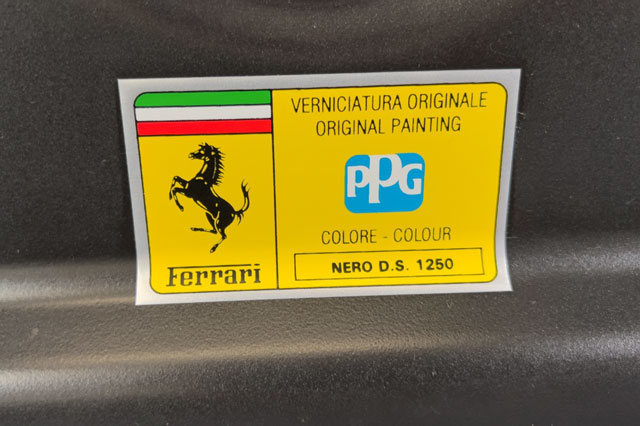 VERNICIATURA ORIGINALE
ORIGINAL PAINTING
PPG
COLORE - COLOUR
NERO D.S. 1250
Ferrari